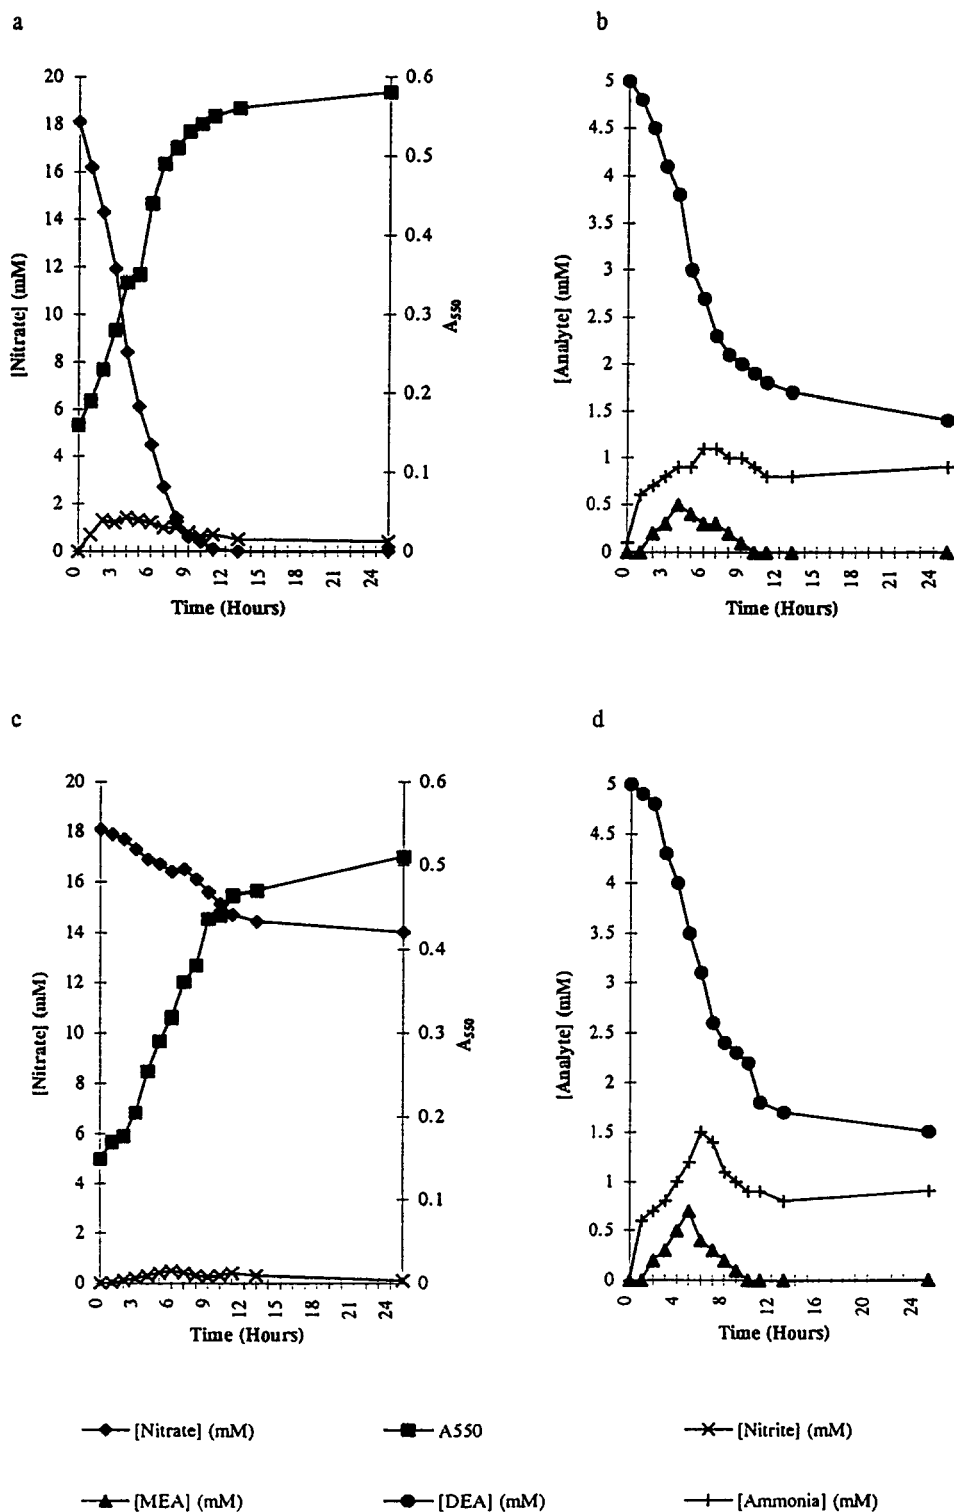 a
20
18
16
14
12
10
8
6
4
2
0
[Nitrate] (mM)
0.6
0.5
0.4
0.3
0.2
0.1
0
A550
0 3 6 9 12 15 18 21 24
Time (Hours)
b
5
4.5
4
3.5
3
2.5
2
1.5
1
0.5
0
[Analyte] (mM)
0 3 6 9 12 15 18 21 24
Time (Hours)
c
20
18
16
14
12
10
8
6
4
2
0
[Nitrate] (mM)
0.6
0.5
0.4
0.3
0.2
0.1
0
A550
0 3 6 9 12 15 18 21 24
Time (Hours)
d
5
4.5
4
3.5
3
2.5
2
1.5
1
0.5
0
[Analyte] (mM)
0 4 8 12 16 20 24
Time (Hours)
[Nitrate] (mM) A550 [Nitrite] (mM)
[MEA] (mM) [DEA] (mM) [Ammonia] (mM)